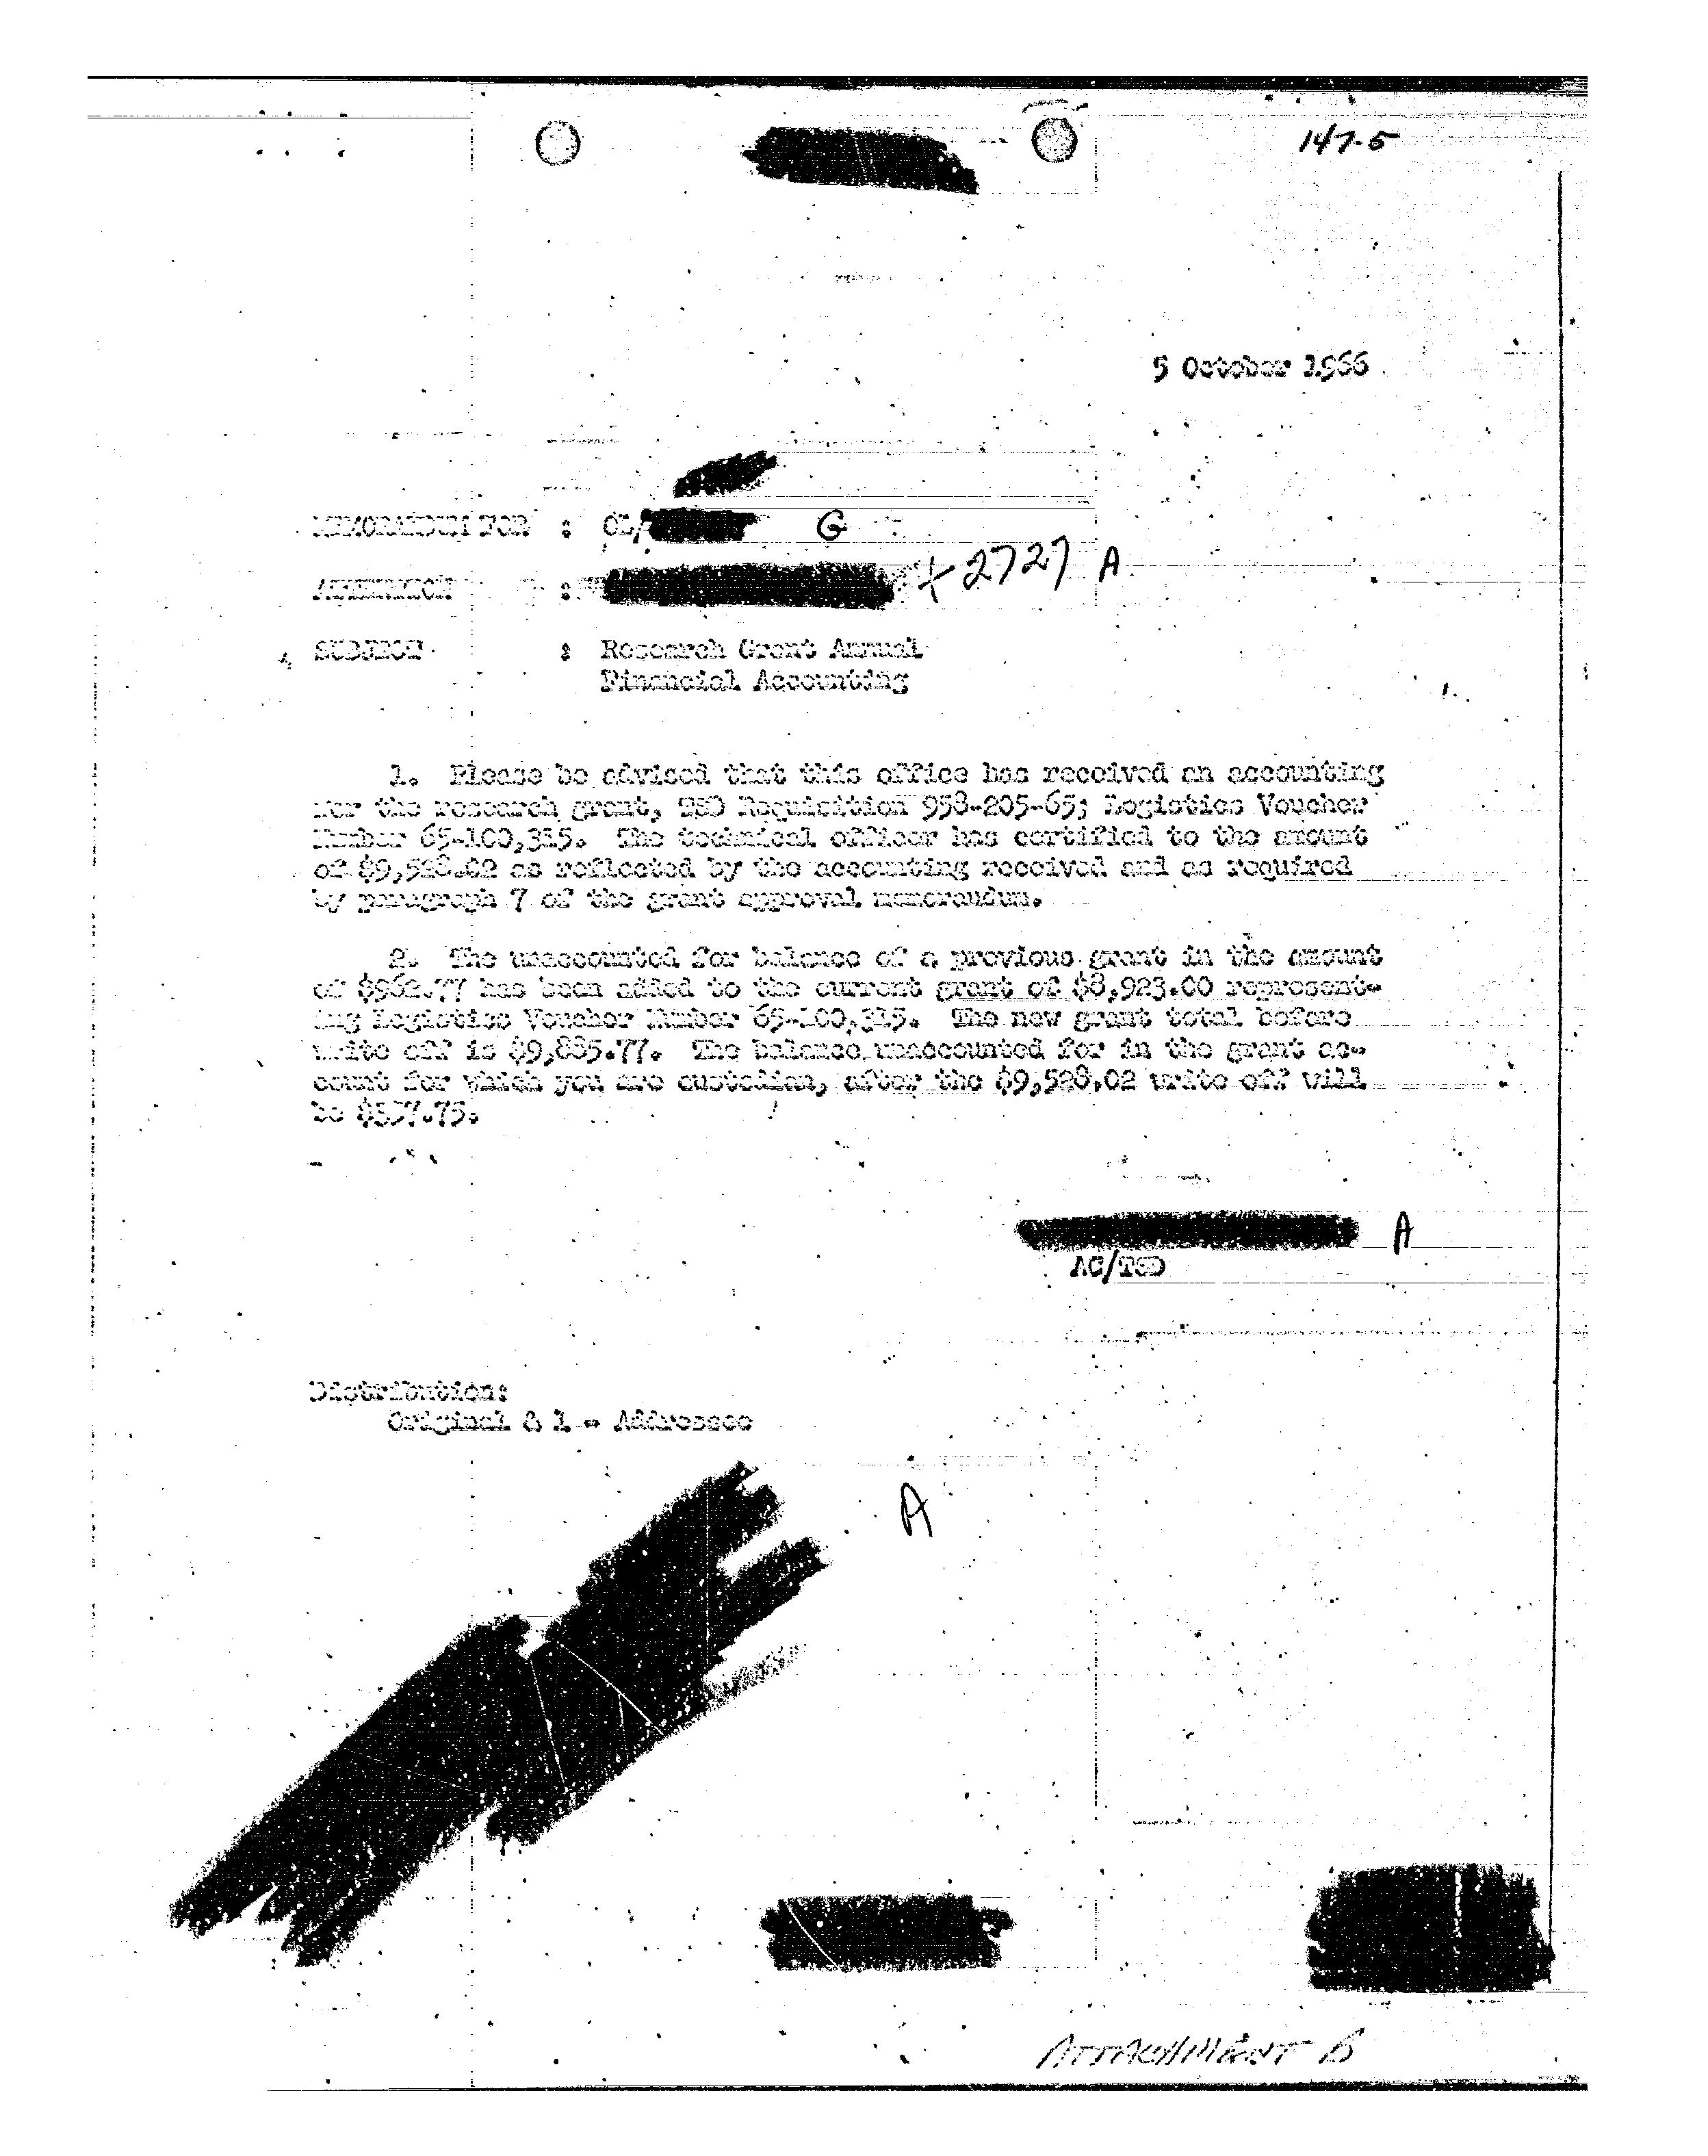 147-5
5 October 1966
MEMORANDUM FOR : OL/ G
ATTENTION : + 2727 A
SUBJECT : Research Grant Annual
Financial Accounting
1. Please be advised that this office has received an accounting
for the research grant, TSD Requisition 958-205-65; Logistics Voucher
Number 65-100,315. The technical officer has certified to the amount
of $9,528.02 as reflected by the accounting received and as required
by paragraph 7 of the grant approval memorandum.
2. The unaccounted for balance of a previous grant in the amount
of $962.77 has been added to the current grant of $8,923.00 represent-
ing Logistics Voucher Number 65-100,315. The new grant total before
write off is $9,885.77. The balance unaccounted for in the grant ac-
count for which you are custodian, after the $9,528.02 write off will
be $357.75.
A
AC/TSD
Distribution:
Original & 1 - Addressee
A
ATTACHMENT B